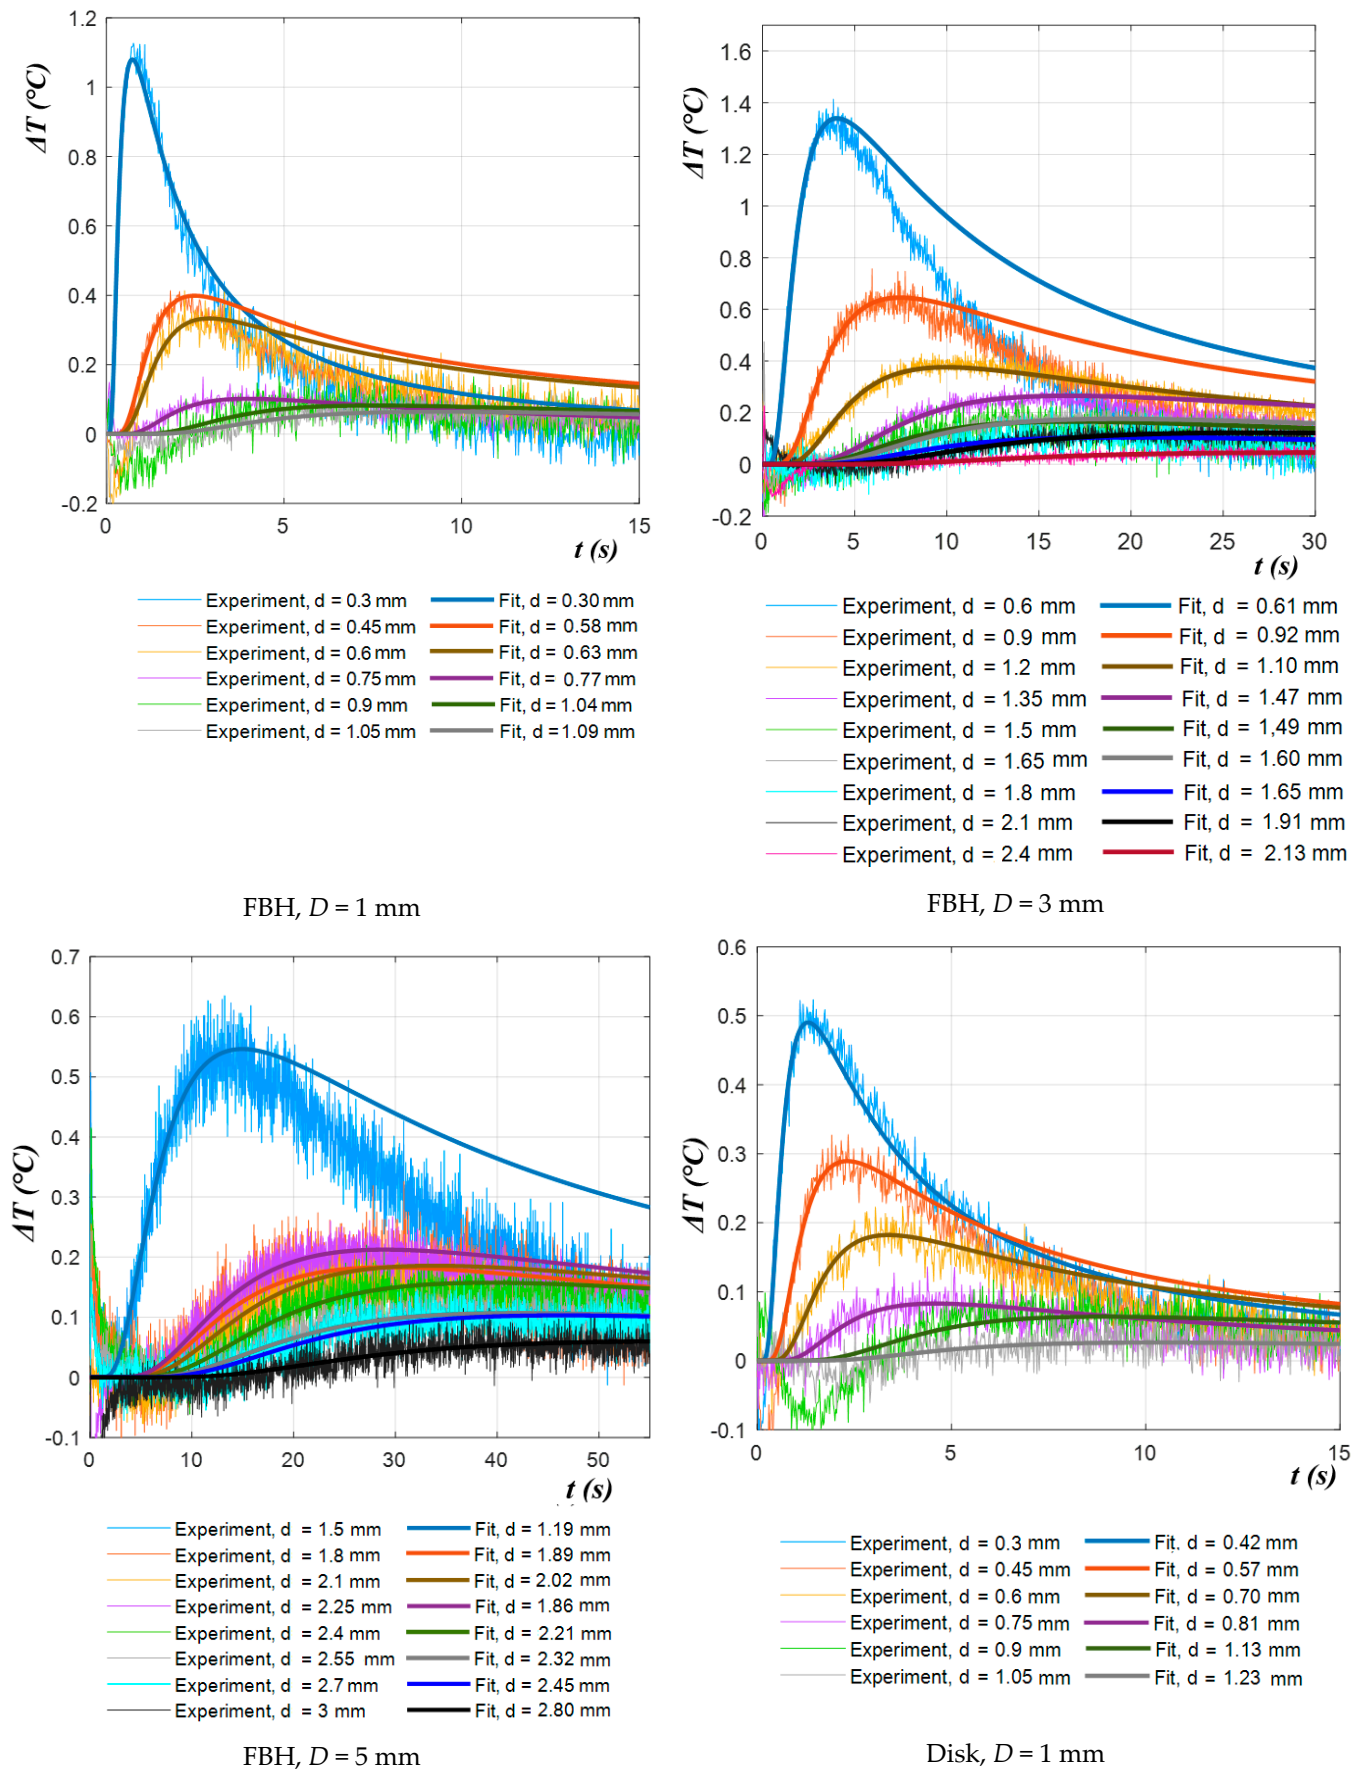 1.2
1
0.8
0.6
0.4
0.2
0
-0.2
ΔT (°C)
0 5 10 15
t (s)
Experiment, d = 0.3 mm Fit, d = 0.30 mm
Experiment, d = 0.45 mm Fit, d = 0.58 mm
Experiment, d = 0.6 mm Fit, d = 0.63 mm
Experiment, d = 0.75 mm Fit, d = 0.77 mm
Experiment, d = 0.9 mm Fit, d = 1.04 mm
Experiment, d = 1.05 mm Fit, d = 1.09 mm
FBH, D = 1 mm
1.6
1.4
1.2
1
0.8
0.6
0.4
0.2
0
-0.2
ΔT (°C)
0 5 10 15 20 25 30
t (s)
Experiment, d = 0.6 mm Fit, d = 0.61 mm
Experiment, d = 0.9 mm Fit, d = 0.92 mm
Experiment, d = 1.2 mm Fit, d = 1.10 mm
Experiment, d = 1.35 mm Fit, d = 1.47 mm
Experiment, d = 1.5 mm Fit, d = 1,49 mm
Experiment, d = 1.65 mm Fit, d = 1.60 mm
Experiment, d = 1.8 mm Fit, d = 1.65 mm
Experiment, d = 2.1 mm Fit, d = 1.91 mm
Experiment, d = 2.4 mm Fit, d = 2.13 mm
FBH, D = 3 mm
0.7
0.6
0.5
0.4
0.3
0.2
0.1
0
-0.1
ΔT (°C)
0 10 20 30 40 50
t (s)
Experiment, d = 1.5 mm Fit, d = 1.19 mm
Experiment, d = 1.8 mm Fit, d = 1.89 mm
Experiment, d = 2.1 mm Fit, d = 2.02 mm
Experiment, d = 2.25 mm Fit, d = 1.86 mm
Experiment, d = 2.4 mm Fit, d = 2.21 mm
Experiment, d = 2.55 mm Fit, d = 2.32 mm
Experiment, d = 2.7 mm Fit, d = 2.45 mm
Experiment, d = 3 mm Fit, d = 2.80 mm
FBH, D = 5 mm
0.6
0.5
0.4
0.3
0.2
0.1
0
-0.1
ΔT (°C)
0 5 10 15
t (s)
Experiment, d = 0.3 mm Fit, d = 0.42 mm
Experiment, d = 0.45 mm Fit, d = 0.57 mm
Experiment, d = 0.6 mm Fit, d = 0.70 mm
Experiment, d = 0.75 mm Fit, d = 0.81 mm
Experiment, d = 0.9 mm Fit, d = 1.13 mm
Experiment, d = 1.05 mm Fit, d = 1.23 mm
Disk, D = 1 mm